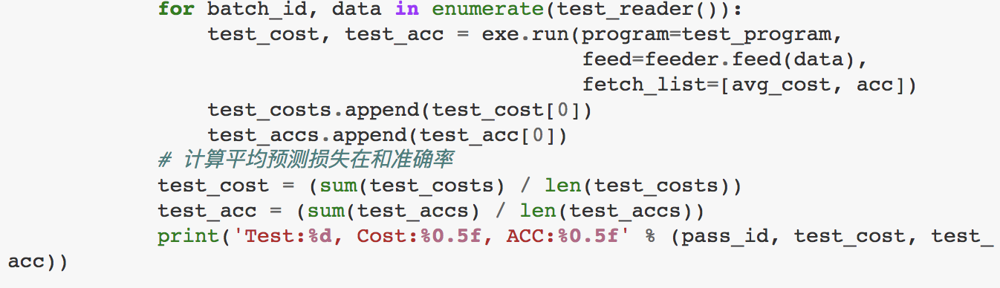 for batch_id, data in enumerate(test_reader()):
    test_cost, test_acc = exe.run(program=test_program,
                                  feed=feeder.feed(data),
                                  fetch_list=[avg_cost, acc])
    test_costs.append(test_cost[0])
    test_accs.append(test_acc[0])
# 计算平均预测损失在和准确率
test_cost = (sum(test_costs) / len(test_costs))
test_acc = (sum(test_accs) / len(test_accs))
print('Test:%d, Cost:%0.5f, ACC:%0.5f' % (pass_id, test_cost, test_
acc))